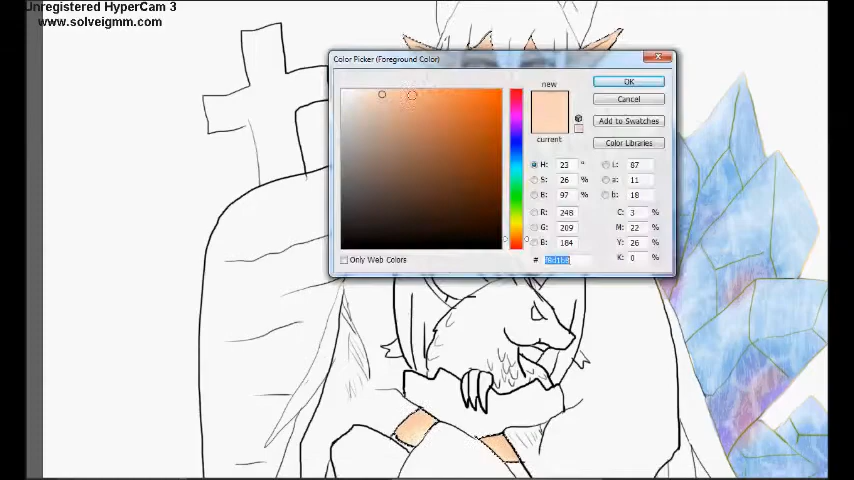 Unregistered HyperCam 3
www.solveigmm.com
Color Picker (Foreground Color)
new
current
OK
Cancel
Add to Swatches
Color Libraries
H: 23 °
S: 26 %
B: 97 %
R: 248
G: 209
B: 184
L: 87
a: 11
b: 18
C: 3 %
M: 22 %
Y: 26 %
K: 0 %
Only Web Colors
# f8d1b8